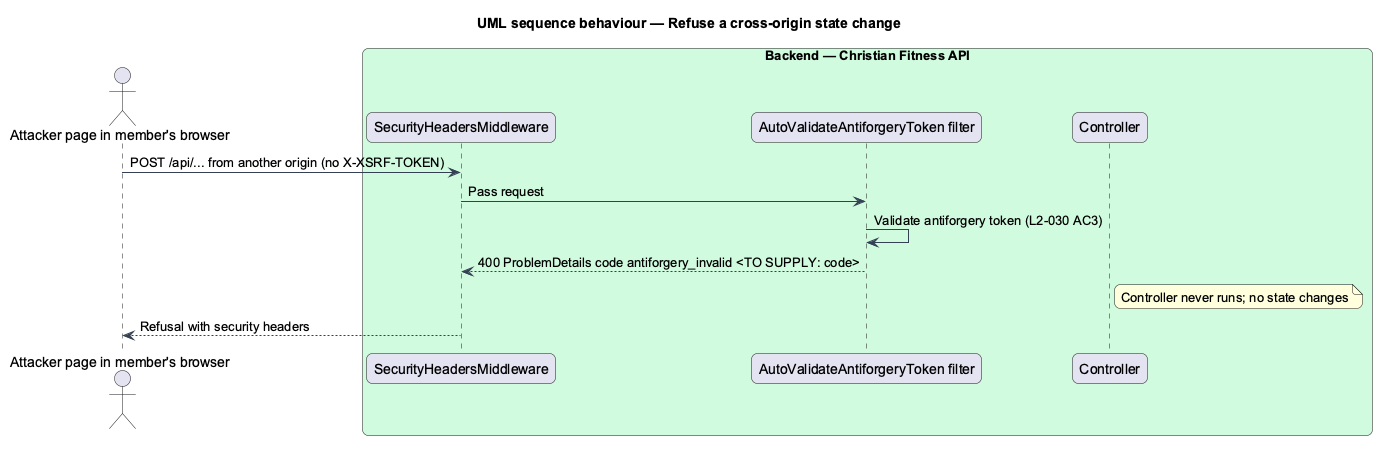 UML sequence behaviour — Refuse a cross-origin state change
Backend — Christian Fitness API
Attacker page in member's browser
SecurityHeadersMiddleware
AutoValidateAntiforgeryToken filter
Controller
POST /api/... from another origin (no X-XSRF-TOKEN)
Pass request
Validate antiforgery token (L2-030 AC3)
400 ProblemDetails code antiforgery_invalid <TO SUPPLY: code>
Controller never runs; no state changes
Refusal with security headers
Attacker page in member's browser
SecurityHeadersMiddleware
AutoValidateAntiforgeryToken filter
Controller